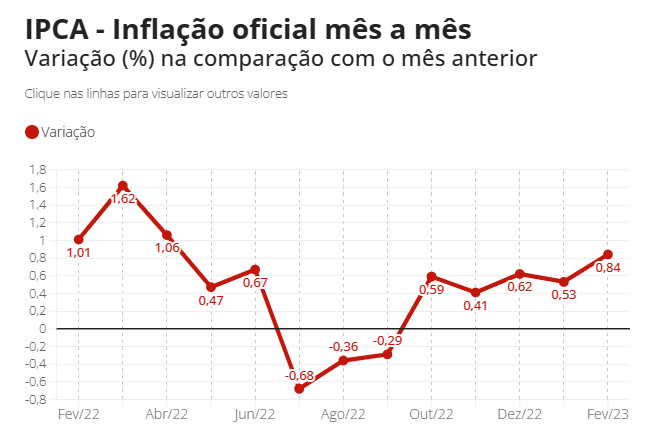 IPCA - Inflação oficial mês a mês
Variação (%) na comparação com o mês anterior
Clique nas linhas para visualizar outros valores
Variação
1,8
1,6
1,4
1,2
1
0,8
0,6
0,4
0,2
0
-0,2
-0,4
-0,6
-0,8
1,01
1,62
1,06
0,47
0,67
-0,68
-0,36
-0,29
0,59
0,41
0,62
0,53
0,84
Fev/22
Abr/22
Jun/22
Ago/22
Out/22
Dez/22
Fev/23